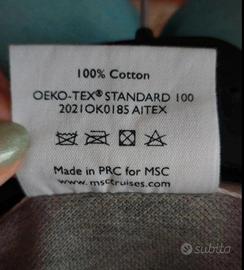 100% Cotton
OEKO-TEX® STANDARD 100
2021OK0185 AITEX
Made in PRC for MSC
www.msccruises.com
subito